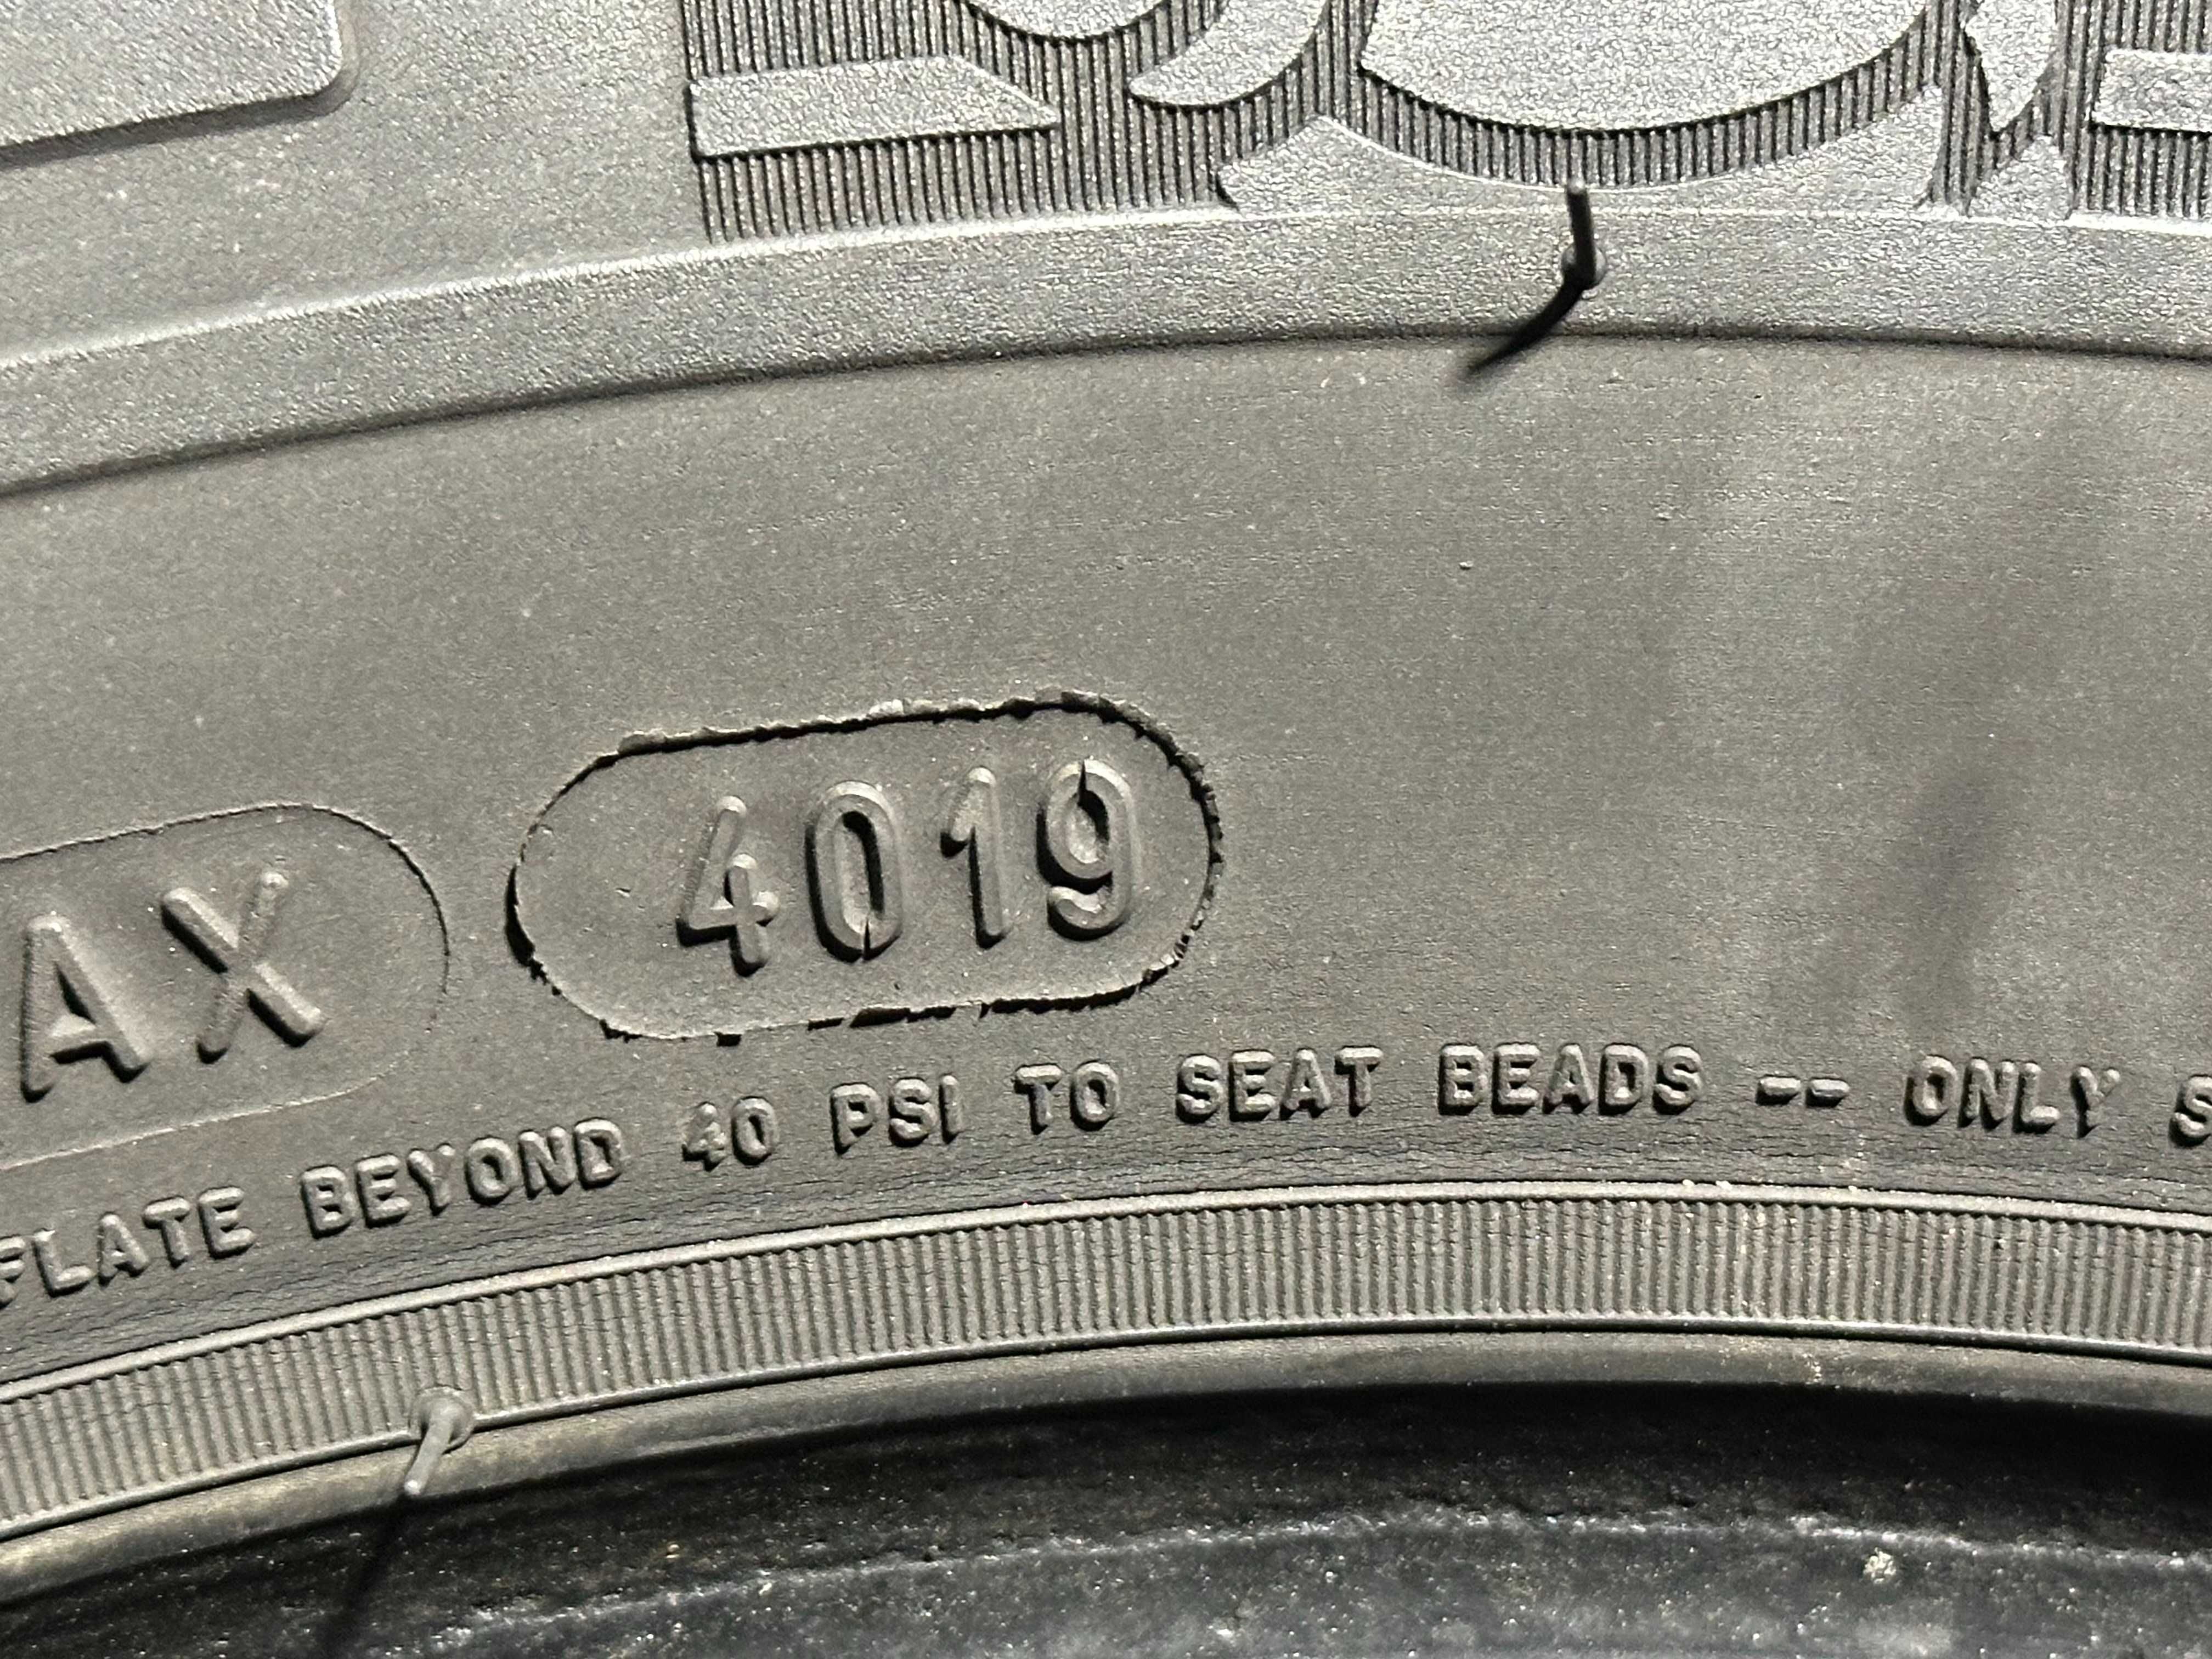 AX 4019
FLATE BEYOND 40 PSI TO SEAT BEADS -- ONLY S